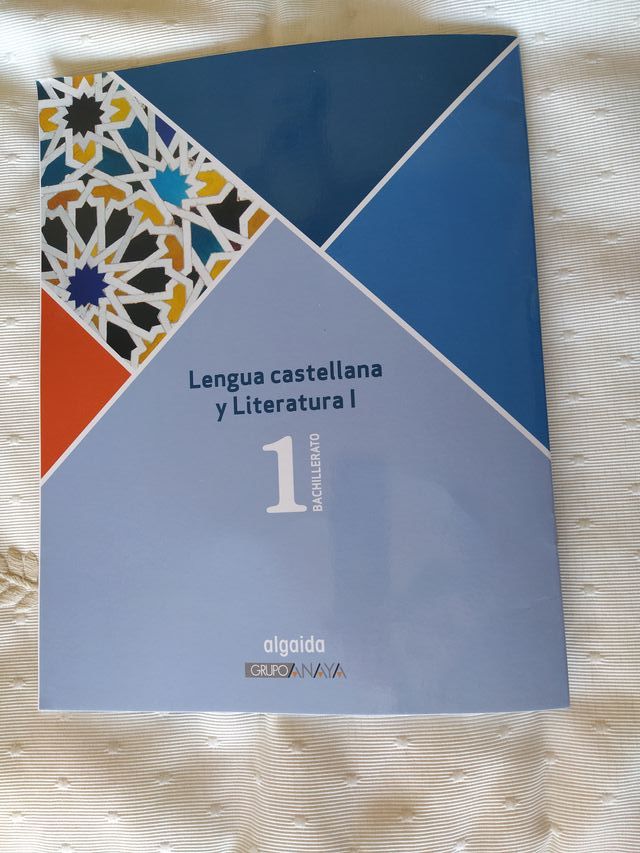 Lengua castellana
y Literatura I
1
BACHILLERATO
algaida
GRUPO ANAYA